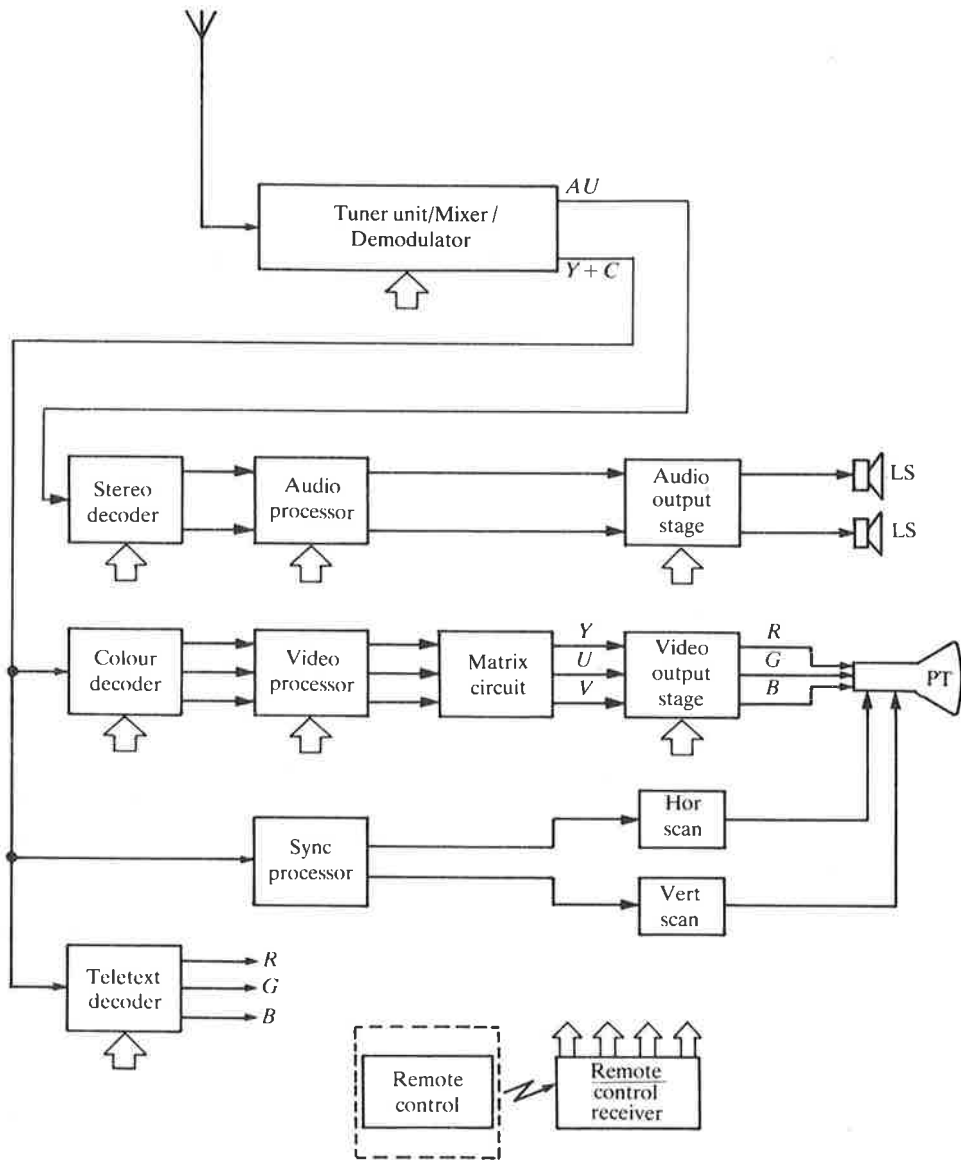 AU
Tuner unit/Mixer/
Demodulator
Y + C
Stereo
decoder
Audio
processor
Audio
output
stage
LS
LS
Colour
decoder
Video
processor
Matrix
circuit
Y
U
V
Video
output
stage
R
G
B
PT
Sync
processor
Hor
scan
Vert
scan
Teletext
decoder
R
G
B
Remote
control
Remote
control
receiver